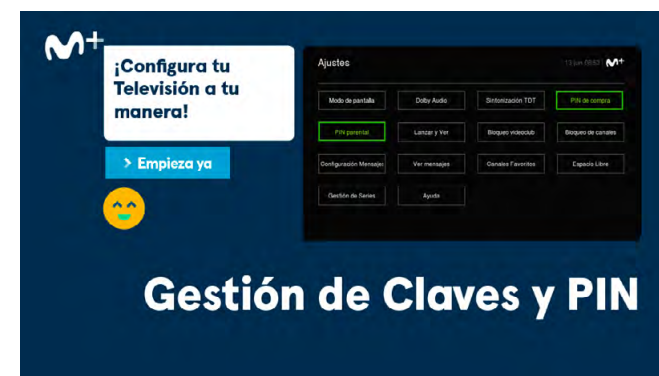 M+
¡Configura tu
Televisión a tu
manera!
> Empieza ya
Ajustes
M+
Modo de pantalla
Dolby Audio
Sintonización TDT
PIN de compra
PIN parental
Lanzar y Ver
Bloqueo videoclub
Bloqueo de canales
Configuración Mensajes
Ver mensajes
Canales Favoritos
Espacio Libre
Gestión de Series
Ayuda
Gestión de Claves y PIN